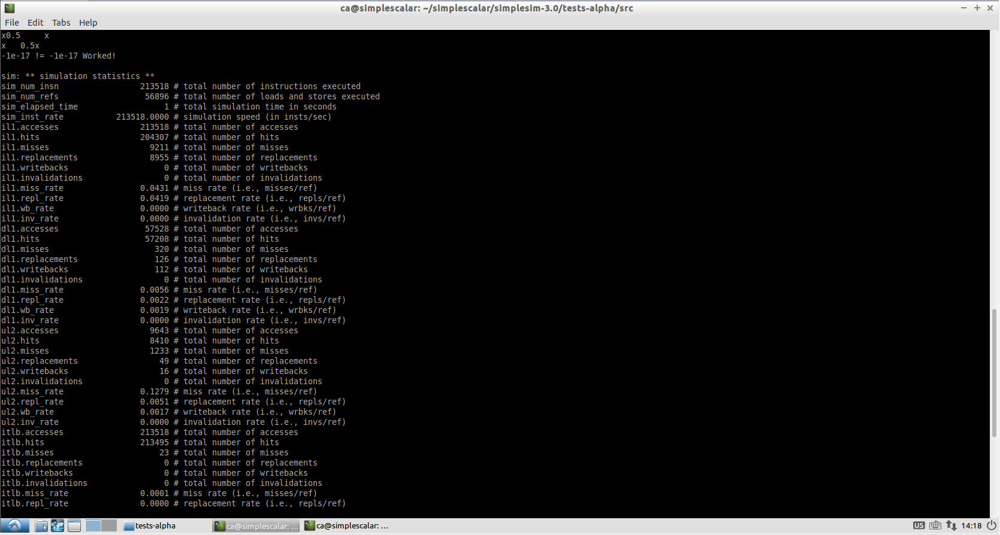 ca@simplescalar: ~/simplescalar/simplesim-3.0/tests-alpha/src
File Edit Tabs Help
x0.5     x
x   0.5x
-1e-17 != -1e-17 Worked!
sim: ** simulation statistics **
sim_num_insn                 213518 # total number of instructions executed
sim_num_refs                  56896 # total number of loads and stores executed
sim_elapsed_time                  1 # total simulation time in seconds
sim_inst_rate           213518.0000 # simulation speed (in insts/sec)
il1.accesses                 213518 # total number of accesses
il1.hits                     204307 # total number of hits
il1.misses                     9211 # total number of misses
il1.replacements               8955 # total number of replacements
il1.writebacks                    0 # total number of writebacks
il1.invalidations                 0 # total number of invalidations
il1.miss_rate                0.0431 # miss rate (i.e., misses/ref)
il1.repl_rate                0.0419 # replacement rate (i.e., repls/ref)
il1.wb_rate                  0.0000 # writeback rate (i.e., wrbks/ref)
il1.inv_rate                 0.0000 # invalidation rate (i.e., invs/ref)
dl1.accesses                  57528 # total number of accesses
dl1.hits                      57208 # total number of hits
dl1.misses                      320 # total number of misses
dl1.replacements                126 # total number of replacements
dl1.writebacks                  112 # total number of writebacks
dl1.invalidations                 0 # total number of invalidations
dl1.miss_rate                0.0056 # miss rate (i.e., misses/ref)
dl1.repl_rate                0.0022 # replacement rate (i.e., repls/ref)
dl1.wb_rate                  0.0019 # writeback rate (i.e., wrbks/ref)
dl1.inv_rate                 0.0000 # invalidation rate (i.e., invs/ref)
ul2.accesses                   9643 # total number of accesses
ul2.hits                       8410 # total number of hits
ul2.misses                     1233 # total number of misses
ul2.replacements                 49 # total number of replacements
ul2.writebacks                   16 # total number of writebacks
ul2.invalidations                 0 # total number of invalidations
ul2.miss_rate                0.1279 # miss rate (i.e., misses/ref)
ul2.repl_rate                0.0051 # replacement rate (i.e., repls/ref)
ul2.wb_rate                  0.0017 # writeback rate (i.e., wrbks/ref)
ul2.inv_rate                 0.0000 # invalidation rate (i.e., invs/ref)
itlb.accesses                213518 # total number of accesses
itlb.hits                    213495 # total number of hits
itlb.misses                      23 # total number of misses
itlb.replacements                 0 # total number of replacements
itlb.writebacks                   0 # total number of writebacks
itlb.invalidations                0 # total number of invalidations
itlb.miss_rate               0.0001 # miss rate (i.e., misses/ref)
itlb.repl_rate               0.0000 # replacement rate (i.e., repls/ref)
tests-alpha ca@simplescalar: ... ca@simplescalar: ... US 14:18